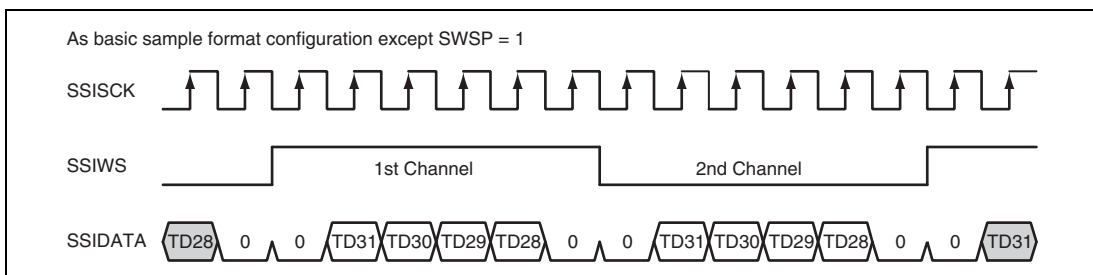 As basic sample format configuration except SWSP = 1
SSISCK
SSIWS 1st Channel 2nd Channel
SSIDATA TD28 0 0 TD31 TD30 TD29 TD28 0 0 TD31 TD30 TD29 TD28 0 0 TD31